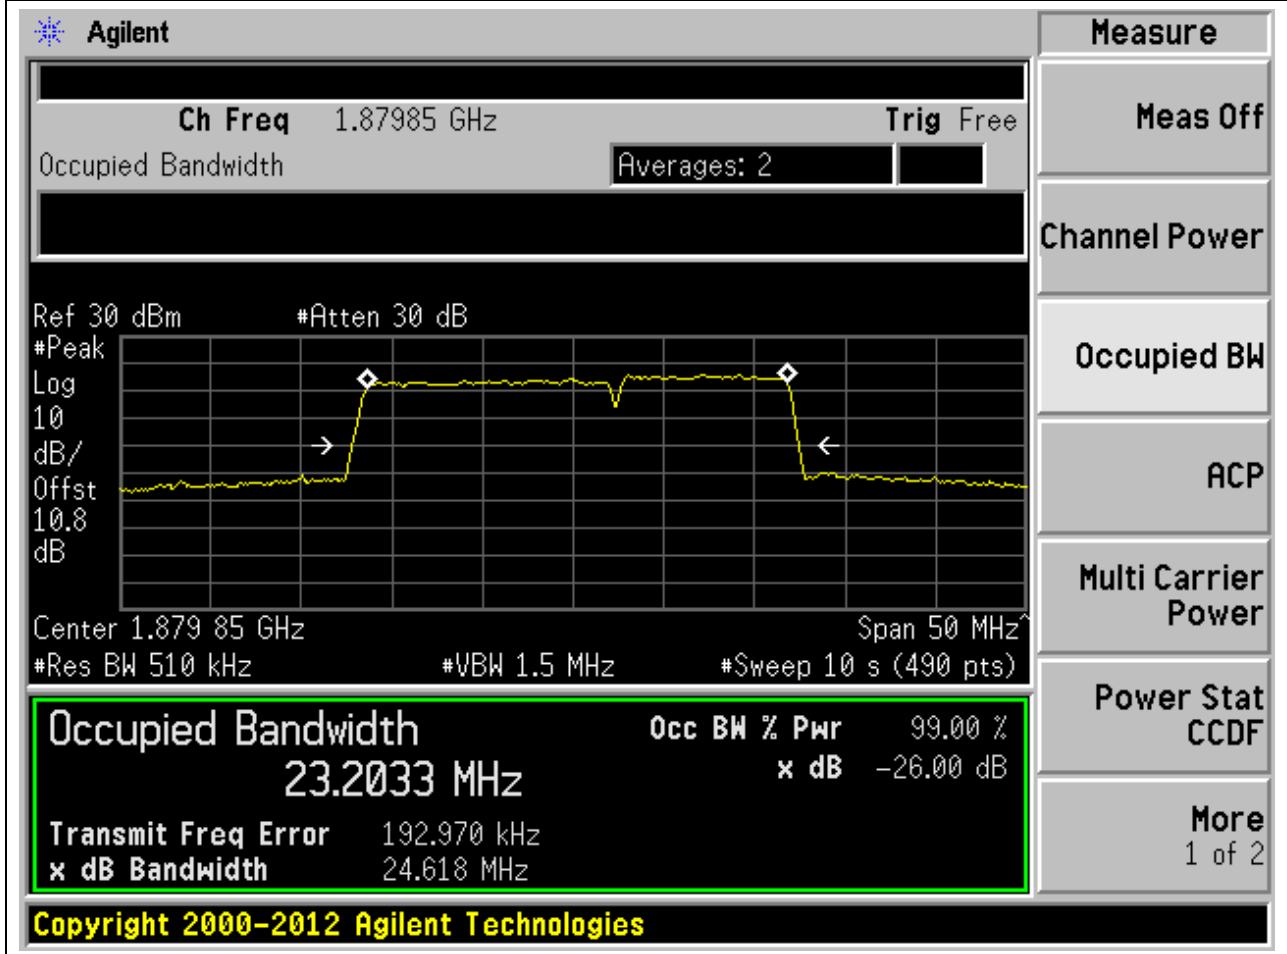 Agilent
Measure
Ch Freq 1.87985 GHz Trig Free
Occupied Bandwidth Averages: 2
Meas Off
Channel Power
Occupied BW
ACP
Multi Carrier
Power
Power Stat
CCDF
More
1 of 2
Ref 30 dBm #Atten 30 dB
#Peak
Log
10
dB/
Offst
10.8
dB
Center 1.879 85 GHz Span 50 MHz^
#Res BW 510 kHz #VBW 1.5 MHz #Sweep 10 s (490 pts)
Occupied Bandwidth Occ BW % Pwr 99.00 %
23.2033 MHz x dB -26.00 dB
Transmit Freq Error 192.970 kHz
x dB Bandwidth 24.618 MHz
Copyright 2000-2012 Agilent Technologies